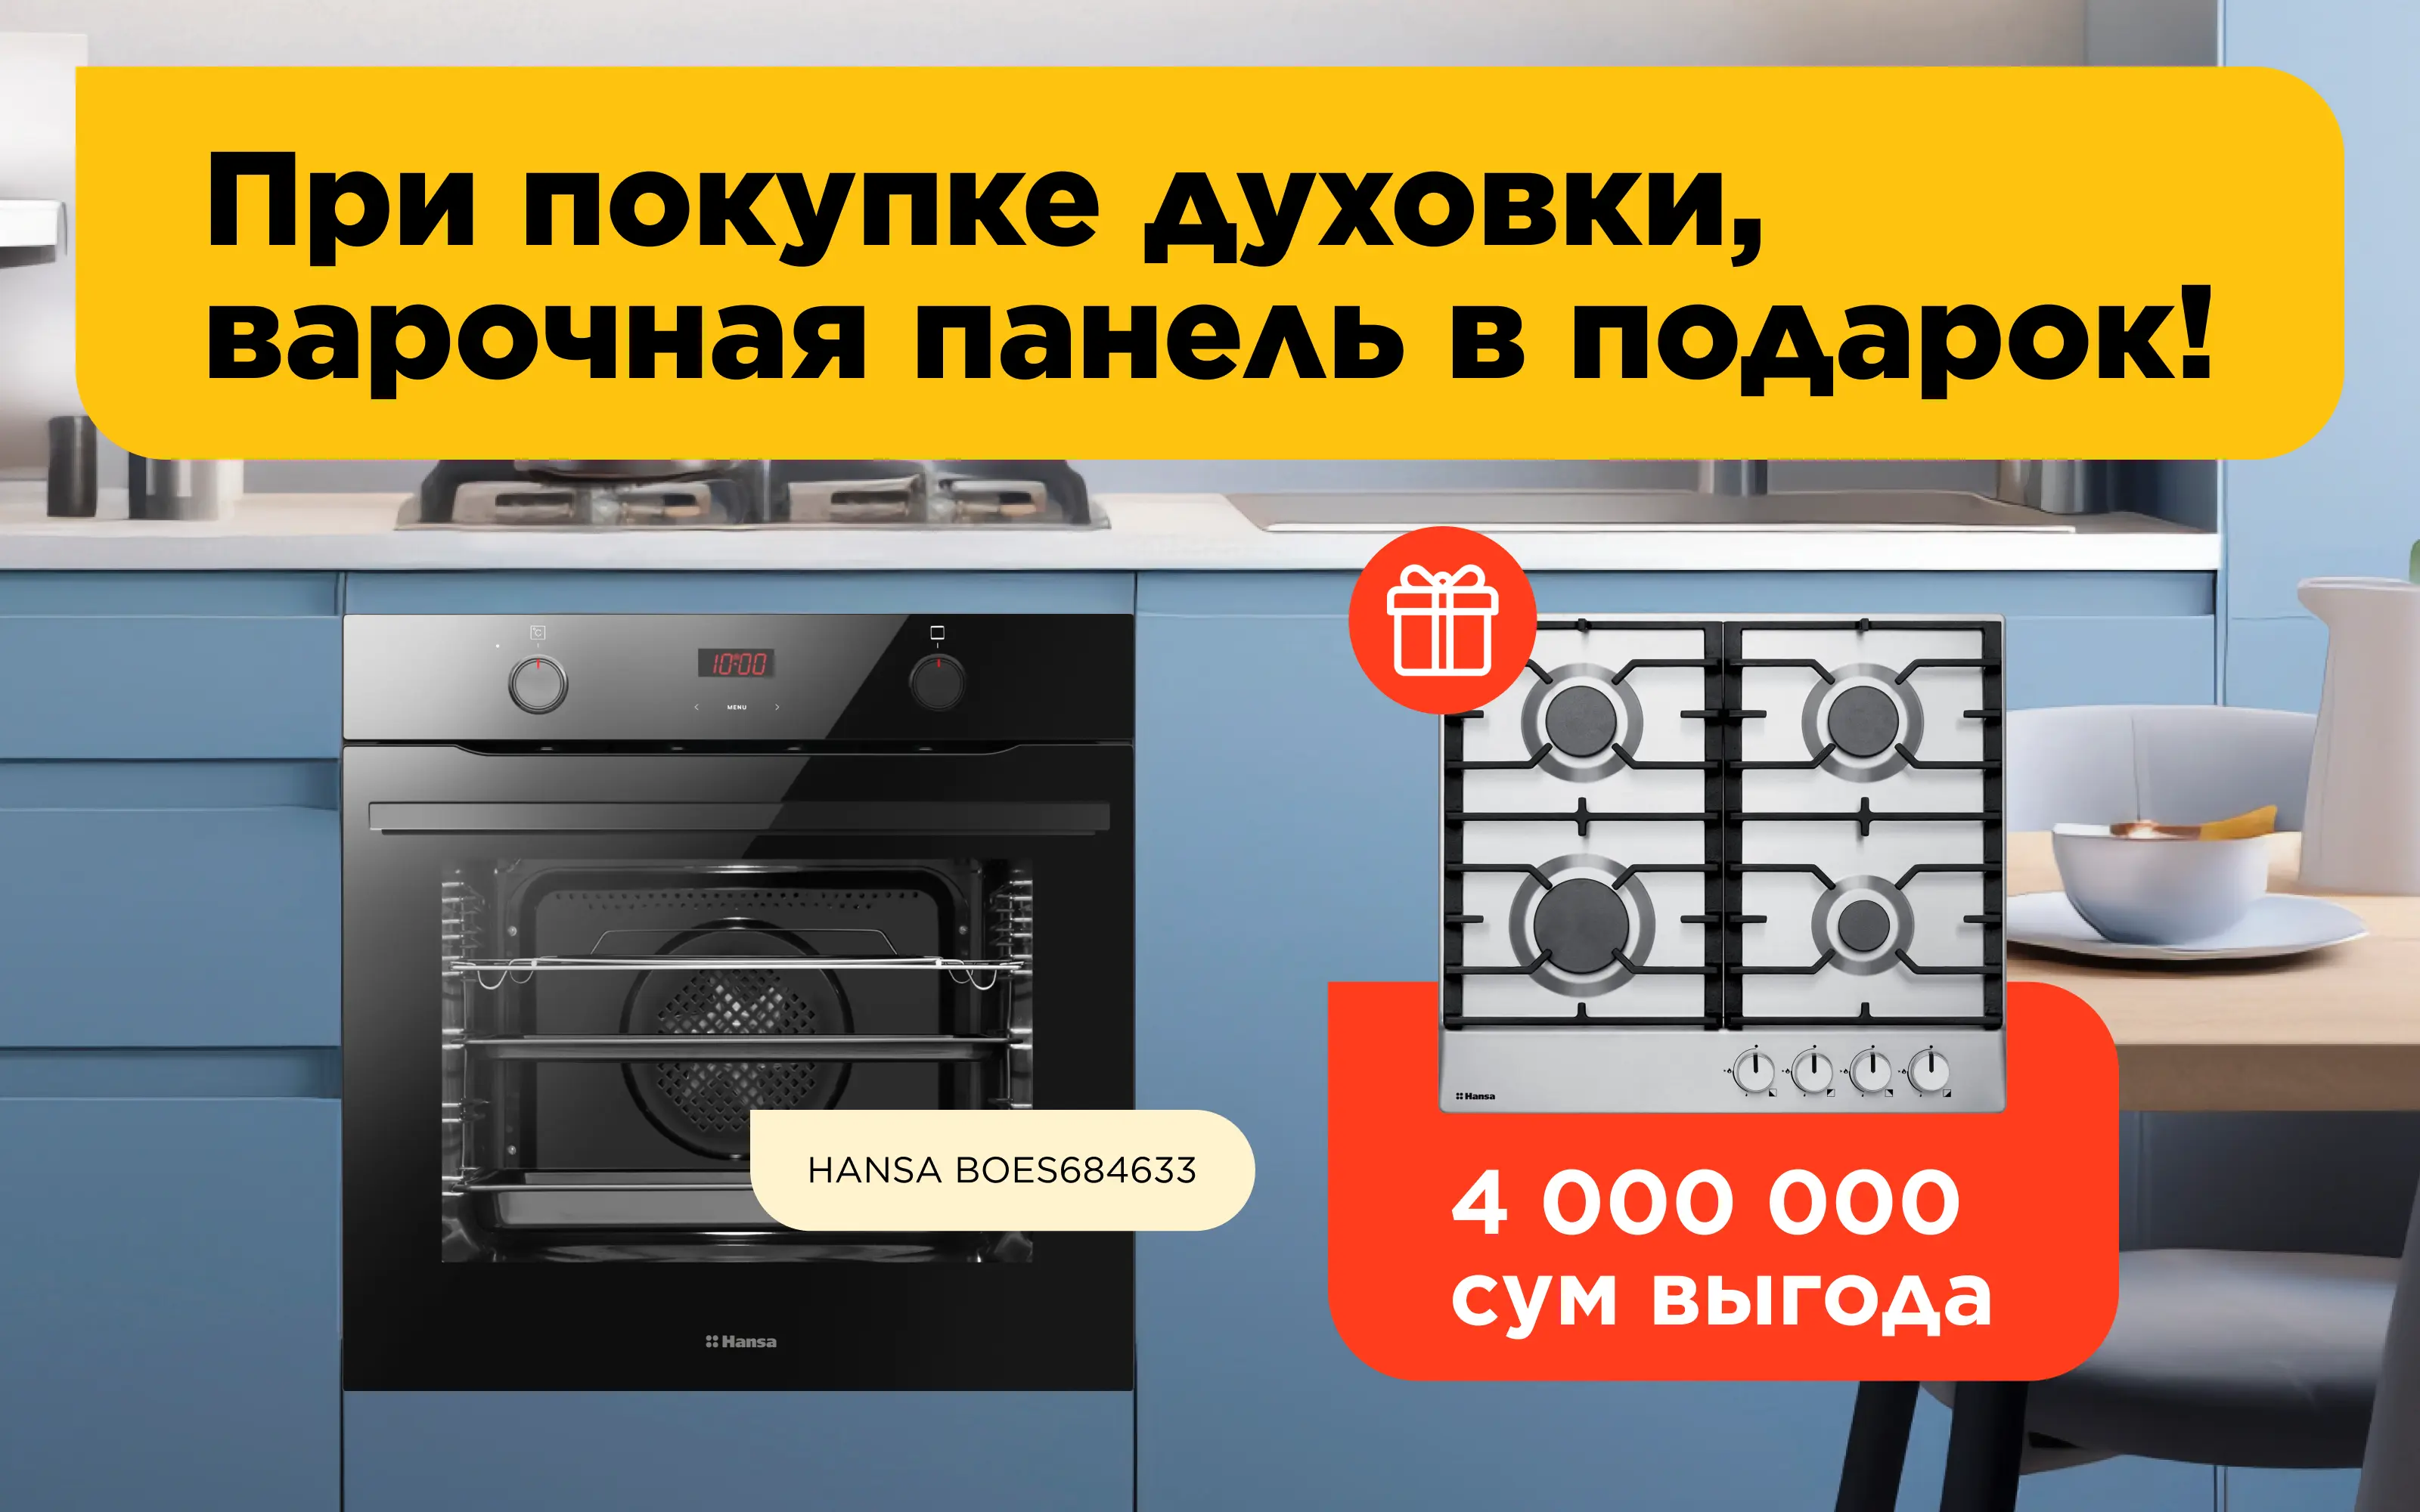 При покупке духовки,
варочная панель в подарок!
°C
10:00
MENU
Hansa
HANSA BOES684633
Hansa
4 000 000
сум выгода